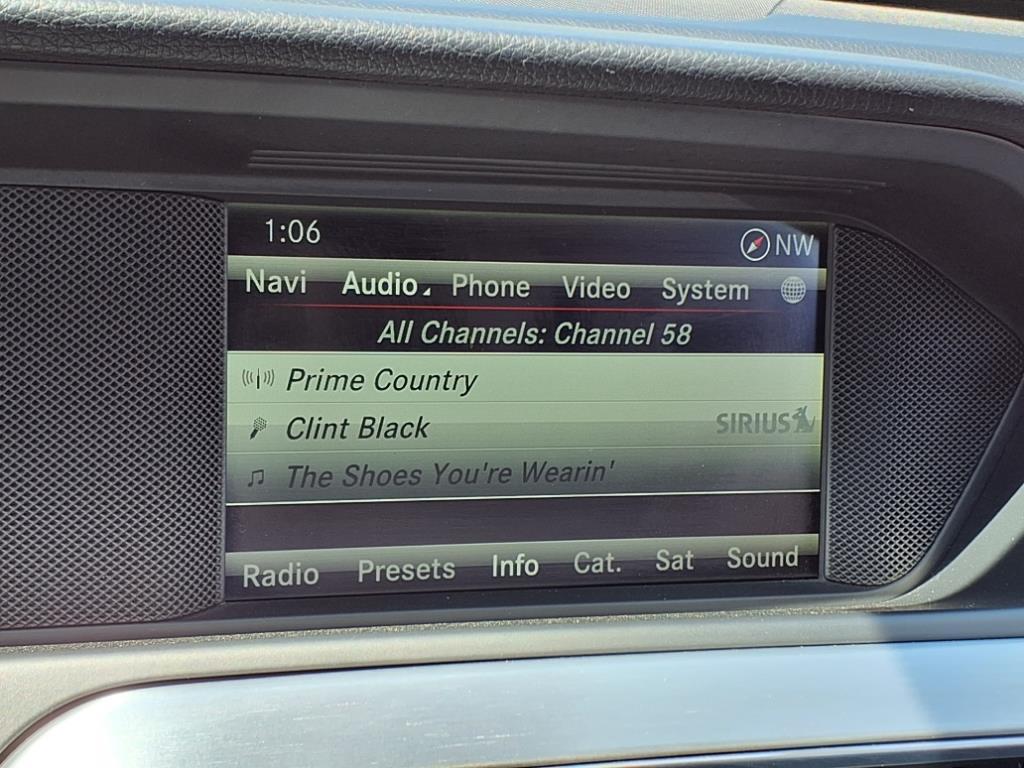 1:06 NW
Navi Audio Phone Video System
All Channels: Channel 58
Prime Country
Clint Black SIRIUS
The Shoes You're Wearin'
Radio Presets Info Cat. Sat Sound